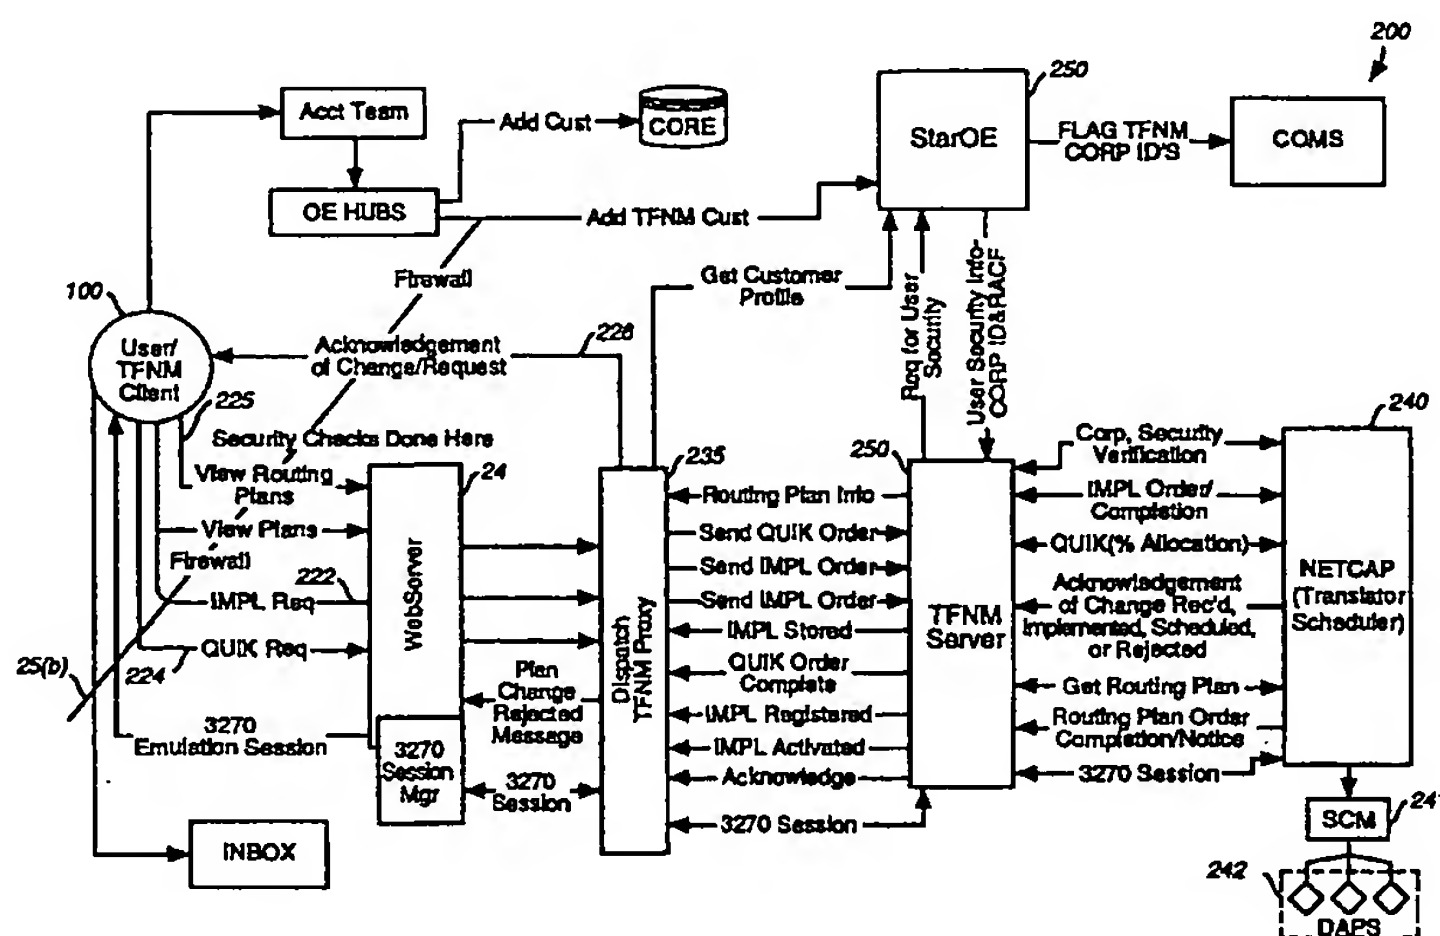 200
Acct Team
Add Cust
CORE
250
StarOE
FLAG TFNM
CORP ID'S
COMS
OE HUBS
Add TFNM Cust
Firewall
Get Customer
Profile
Req for User
Security
User Security Info-
CORP ID&RACF
100
User/
TFNM
Client
Acknowledgement
of Change/Request
226
225
Security Checks Done Here
View Routing
Plans
View Plans
Firewall
222
IMPL Req
QUIK Req
224
25(b)
3270
Emulation Session
INBOX
24
WebServer
3270
Session
Mgr
Plan
Change
Rejected
Message
3270
Session
235
Dispatch
TFNM Proxy
Routing Plan Info
Send QUIK Order
Send IMPL Order
Send IMPL Order
IMPL Stored
QUIK Order
Complete
IMPL Registered
IMPL Activated
Acknowledge
3270 Session
250
TFNM
Server
Corp, Security
Verification
IMPL Order/
Completion
QUIK(% Allocation)
Acknowledgement
of Change Rec'd,
Implemented, Scheduled,
or Rejected
Get Routing Plan
Routing Plan Order
Completion/Notice
3270 Session
240
NETCAP
(Translator
Scheduler)
SCM
241
242
DAPS